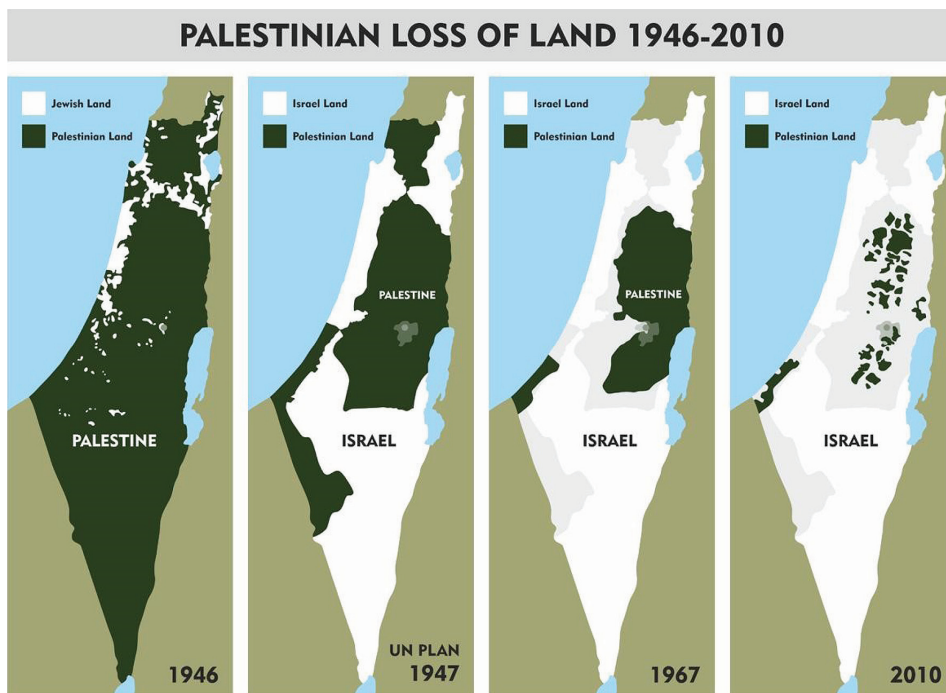 PALESTINIAN LOSS OF LAND 1946-2010
Jewish Land
Palestinian Land
PALESTINE
1946
Israel Land
Palestinian Land
PALESTINE
ISRAEL
UN PLAN
1947
Israel Land
Palestinian Land
PALESTINE
ISRAEL
1967
Israel Land
Palestinian Land
ISRAEL
2010